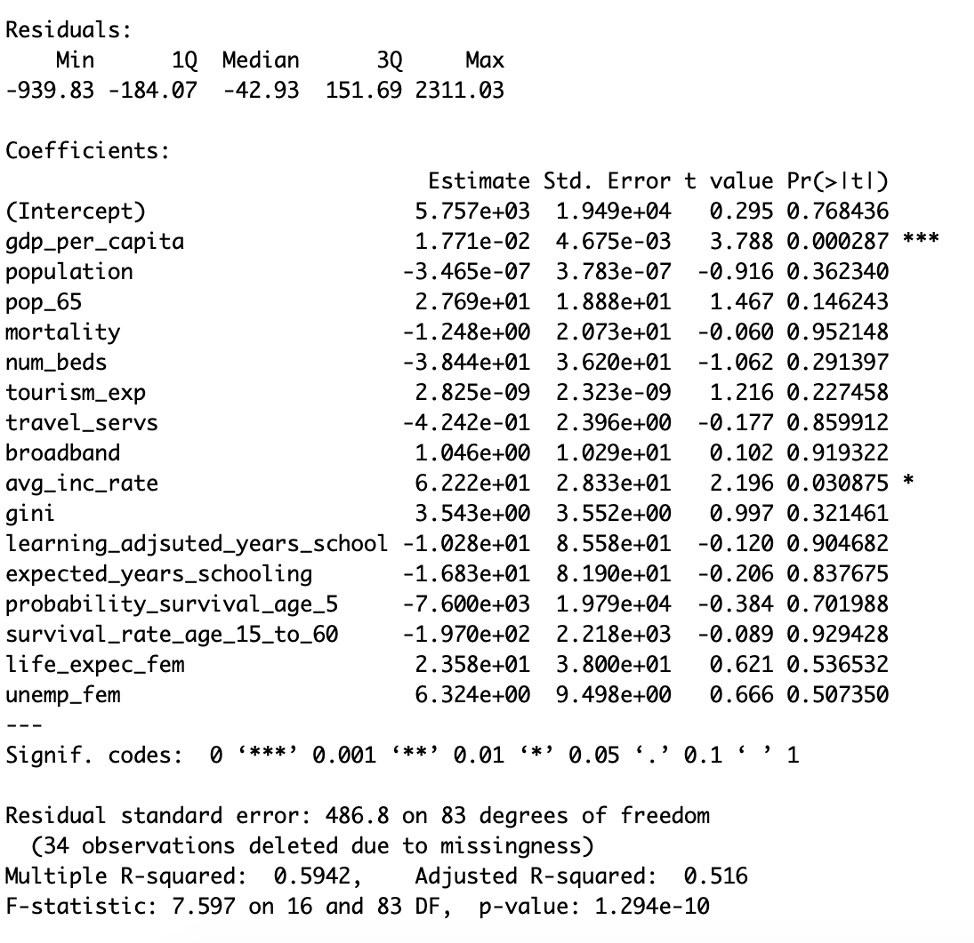 Residuals:
    Min      1Q  Median      3Q     Max
-939.83 -184.07  -42.93  151.69 2311.03

Coefficients:
                                Estimate Std. Error t value Pr(>|t|)
(Intercept)                    5.757e+03  1.949e+04   0.295 0.768436
gdp_per_capita                 1.771e-02  4.675e-03   3.788 0.000287 ***
population                    -3.465e-07  3.783e-07  -0.916 0.362340
pop_65                         2.769e+01  1.888e+01   1.467 0.146243
mortality                     -1.248e+00  2.073e+01  -0.060 0.952148
num_beds                      -3.844e+01  3.620e+01  -1.062 0.291397
tourism_exp                    2.825e-09  2.323e-09   1.216 0.227458
travel_servs                  -4.242e-01  2.396e+00  -0.177 0.859912
broadband                      1.046e+00  1.029e+01   0.102 0.919322
avg_inc_rate                   6.222e+01  2.833e+01   2.196 0.030875 *
gini                           3.543e+00  3.552e+00   0.997 0.321461
learning_adjsuted_years_school -1.028e+01  8.558e+01  -0.120 0.904682
expected_years_schooling      -1.683e+01  8.190e+01  -0.206 0.837675
probability_survival_age_5    -7.600e+03  1.979e+04  -0.384 0.701988
survival_rate_age_15_to_60    -1.970e+02  2.218e+03  -0.089 0.929428
life_expec_fem                 2.358e+01  3.800e+01   0.621 0.536532
unemp_fem                      6.324e+00  9.498e+00   0.666 0.507350
---
Signif. codes:  0 ‘***’ 0.001 ‘**’ 0.01 ‘*’ 0.05 ‘.’ 0.1 ‘ ’ 1

Residual standard error: 486.8 on 83 degrees of freedom
  (34 observations deleted due to missingness)
Multiple R-squared:  0.5942,    Adjusted R-squared:  0.516
F-statistic: 7.597 on 16 and 83 DF,  p-value: 1.294e-10